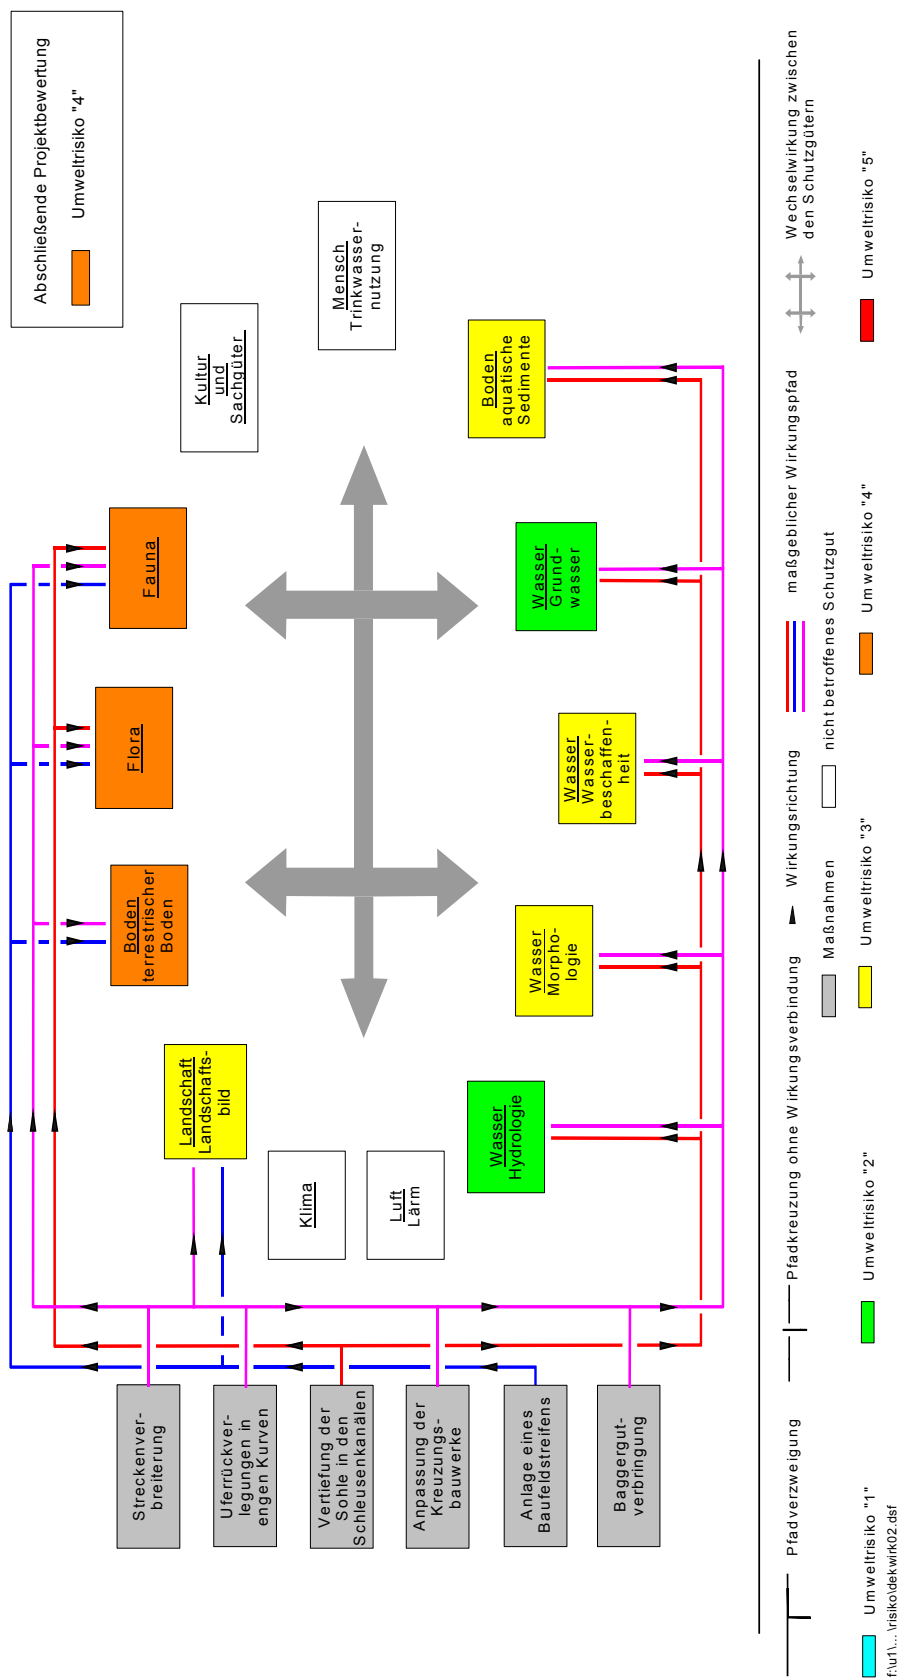 Abschließende Projektbewertung
Umweltrisiko "4"
Streckenver-
breiterung
Uferrückver-
legungen in
engen Kurven
Vertiefung der
Sohle in den
Schleusenkanälen
Anpassung der
Kreuzungs-
bauwerke
Anlage eines
Baufeldstreifens
Baggergut-
verbringung
Landschaft
Landschafts-
bild
Klima
Luft
Lärm
Boden
terrestrischer
Boden
Flora
Fauna
Kultur
und
Sachgüter
Mensch
Trinkwasser-
nutzung
Wasser
Hydrologie
Wasser
Morpho-
logie
Wasser
Wasser-
beschaffen-
heit
Wasser
Grund-
wasser
Boden
aquatische
Sedimente
Pfadverzweigung
Pfadkreuzung ohne Wirkungsverbindung
Wirkungsrichtung
maßgeblicher Wirkungspfad
Wechselwirkung zwischen
den Schutzgütern
Maßnahmen
nicht betroffenes Schutzgut
Umweltrisiko "1"
Umweltrisiko "2"
Umweltrisiko "3"
Umweltrisiko "4"
Umweltrisiko "5"
f:\u1\... \risiko\dekwirk02.dsf